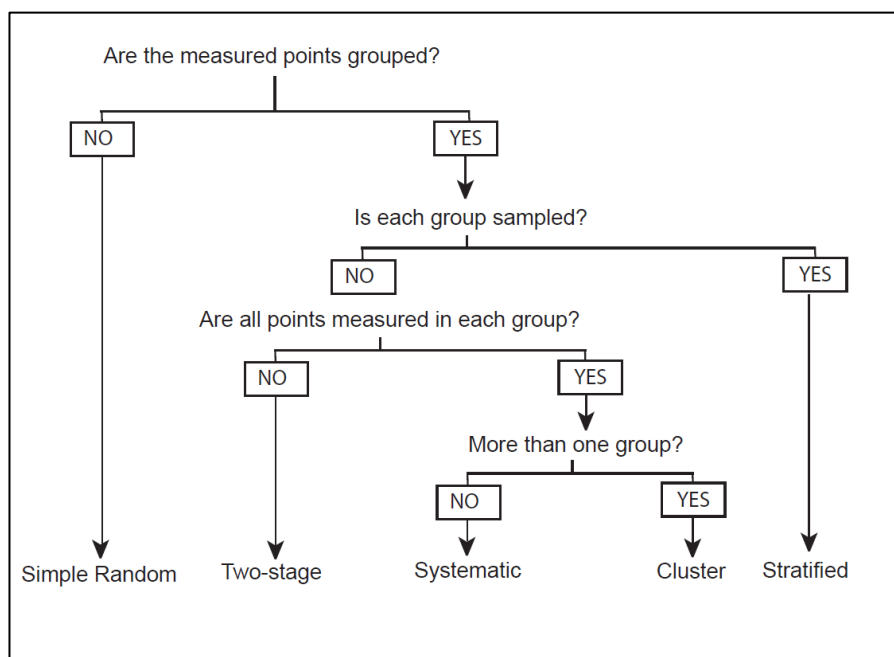 Are the measured points grouped?
NO
YES
Is each group sampled?
NO
YES
Are all points measured in each group?
NO
YES
More than one group?
NO
YES
Simple Random
Two-stage
Systematic
Cluster
Stratified